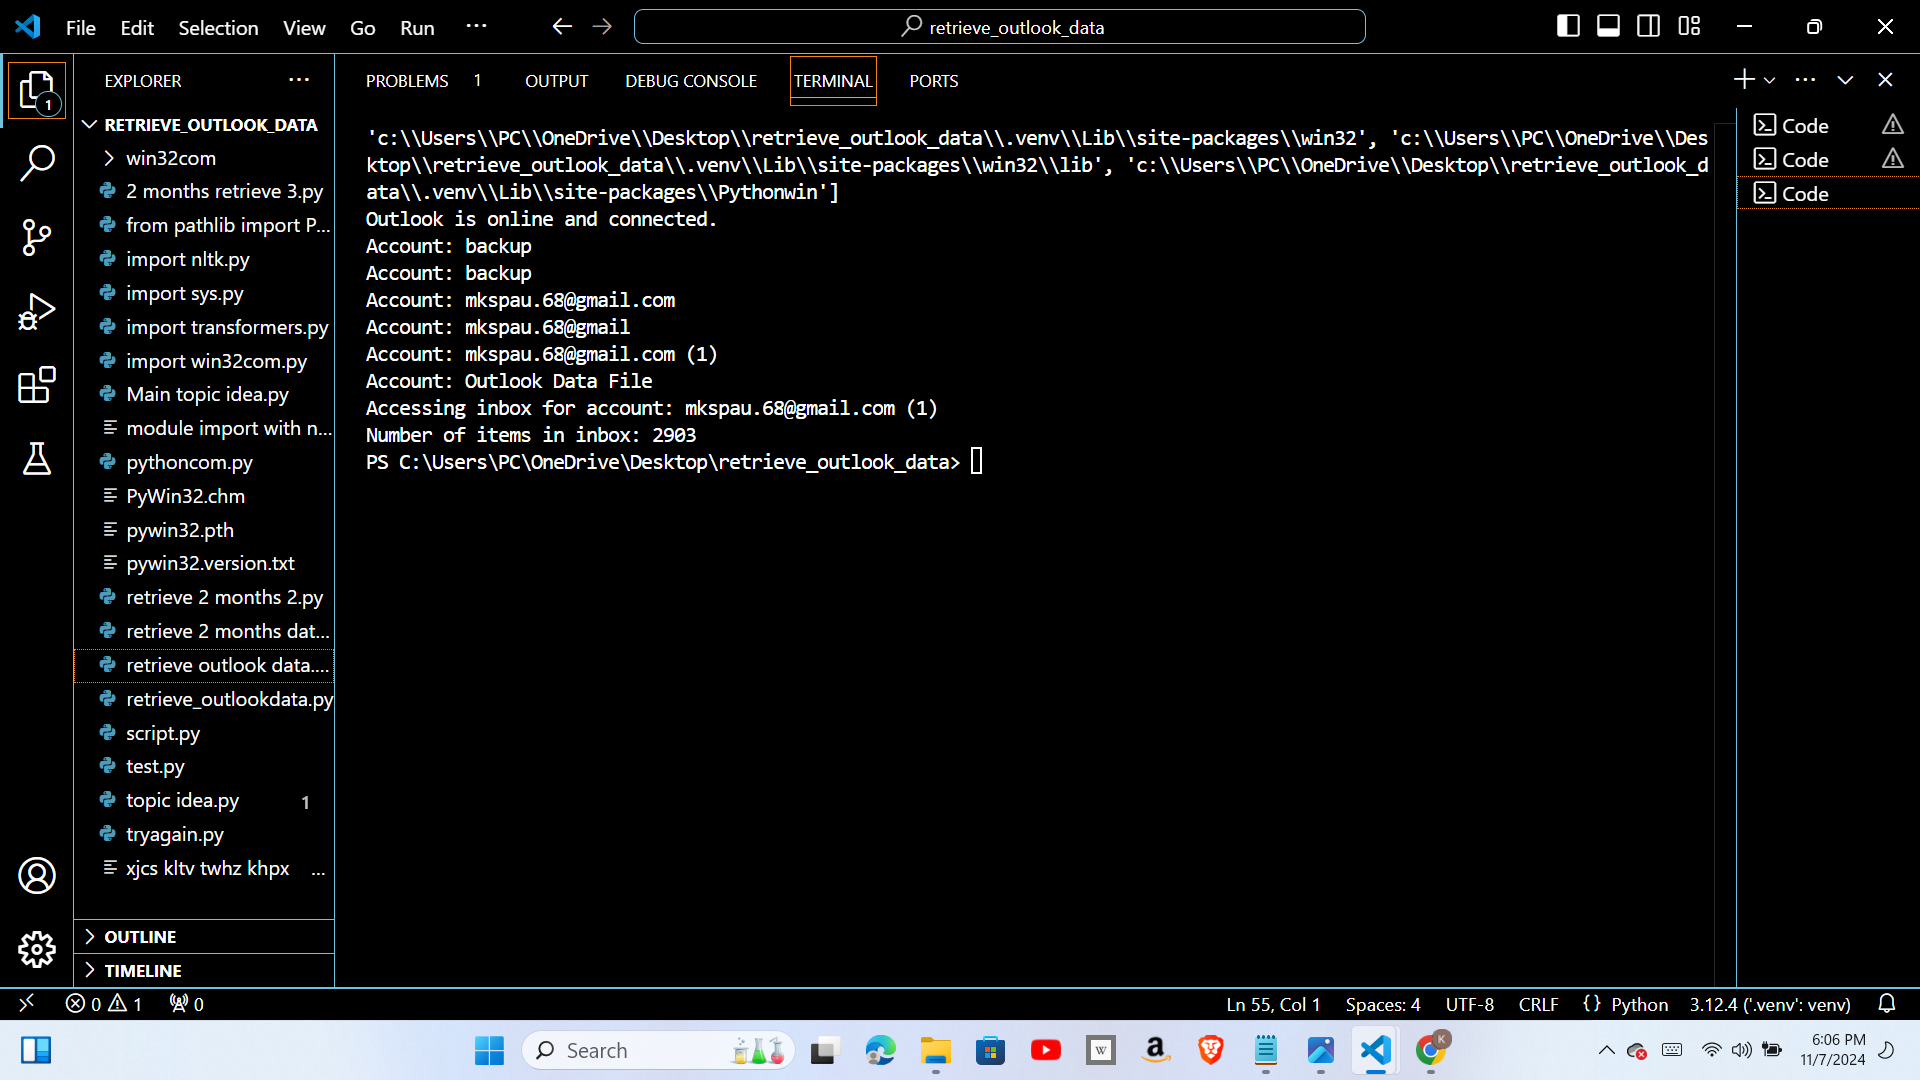 File Edit Selection View Go Run ...
retrieve_outlook_data
EXPLORER ...
RETRIEVE_OUTLOOK_DATA
win32com
2 months retrieve 3.py
from pathlib import P...
import nltk.py
import sys.py
import transformers.py
import win32com.py
Main topic idea.py
module import with n...
pythoncom.py
PyWin32.chm
pywin32.pth
pywin32.version.txt
retrieve 2 months 2.py
retrieve 2 months dat...
retrieve outlook data....
retrieve_outlookdata.py
script.py
test.py
topic idea.py 1
tryagain.py
xjcs kltv twhz khpx ...
OUTLINE
TIMELINE
1
PROBLEMS 1 OUTPUT DEBUG CONSOLE TERMINAL PORTS
'c:\\Users\\PC\\OneDrive\\Desktop\\retrieve_outlook_data\\.venv\\Lib\\site-packages\\win32', 'c:\\Users\\PC\\OneDrive\\Des
ktop\\retrieve_outlook_data\\.venv\\Lib\\site-packages\\win32\\lib', 'c:\\Users\\PC\\OneDrive\\Desktop\\retrieve_outlook_d
ata\\.venv\\Lib\\site-packages\\Pythonwin']
Outlook is online and connected.
Account: backup
Account: backup
Account: mkspau.68@gmail.com
Account: mkspau.68@gmail
Account: mkspau.68@gmail.com (1)
Account: Outlook Data File
Accessing inbox for account: mkspau.68@gmail.com (1)
Number of items in inbox: 2903
PS C:\Users\PC\OneDrive\Desktop\retrieve_outlook_data>
Code
Code
Code
0 1 0
Ln 55, Col 1 Spaces: 4 UTF-8 CRLF {} Python 3.12.4 ('.venv': venv)
Search
W
a
K
6:06 PM
11/7/2024